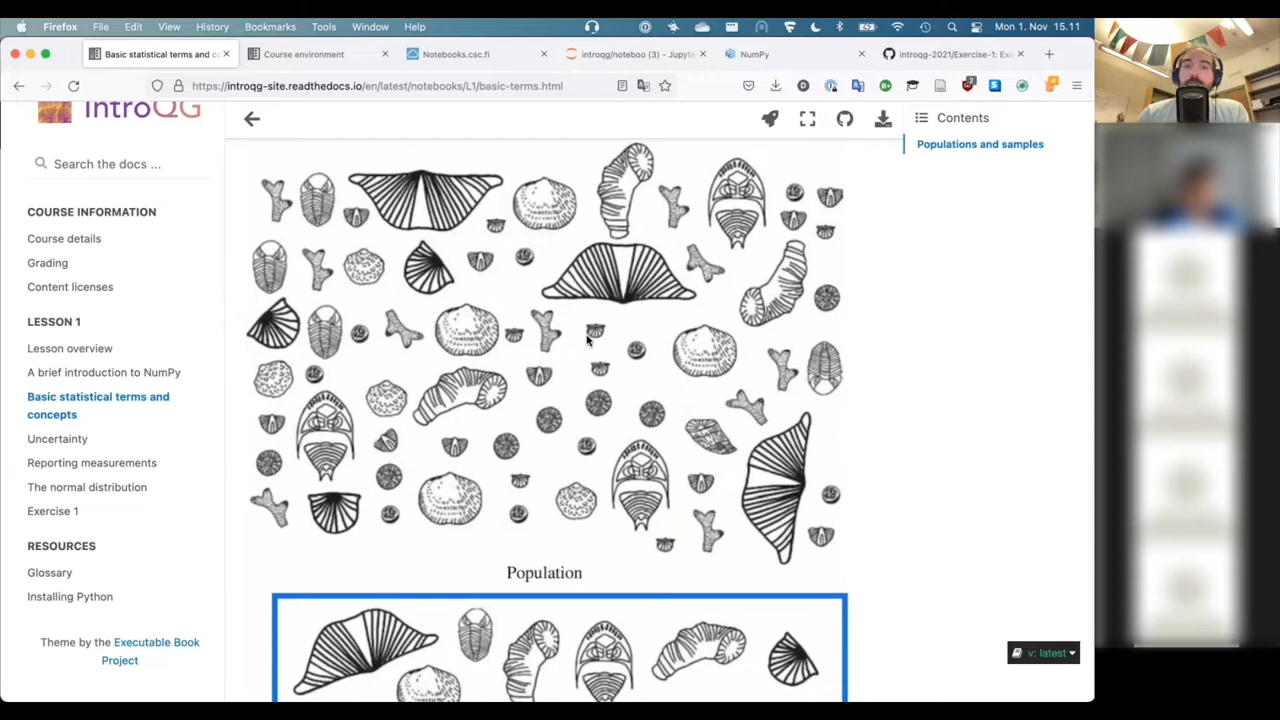 Firefox File Edit View History Bookmarks Tools Window Help Mon 1. Nov 15.11
Basic statistical terms and co
Course environment
Notebooks.csc.fi
introqg/noteboo (3) - Jupyte
NumPy
introqg-2021/Exercise-1: Exe
https://introqg-site.readthedocs.io/en/latest/notebooks/L1/basic-terms.html
IntroQG
Search the docs ...
COURSE INFORMATION
Course details
Grading
Content licenses
LESSON 1
Lesson overview
A brief introduction to NumPy
Basic statistical terms and
concepts
Uncertainty
Reporting measurements
The normal distribution
Exercise 1
RESOURCES
Glossary
Installing Python
Theme by the Executable Book
Project
Population
Contents
Populations and samples
v: latest